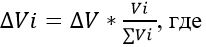 ΔVi = ΔV * Vi/∑Vi, где